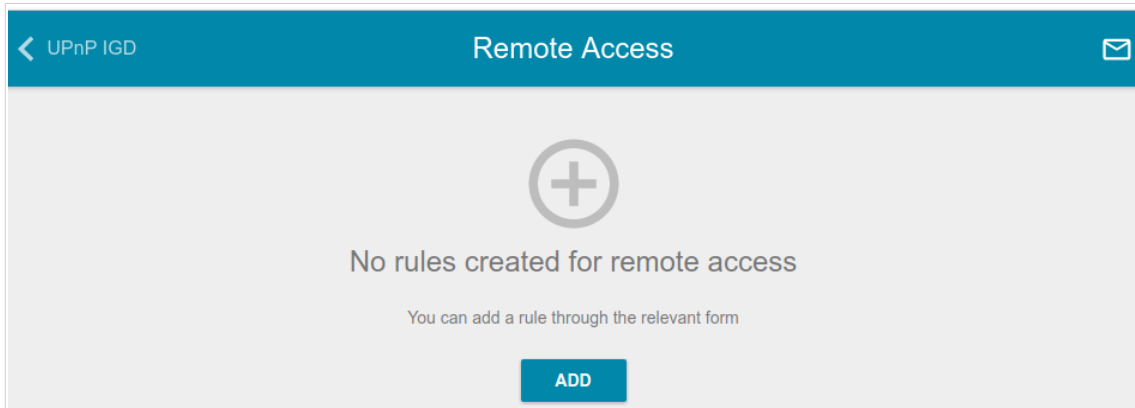 UPnP IGD
Remote Access
No rules created for remote access
You can add a rule through the relevant form
ADD